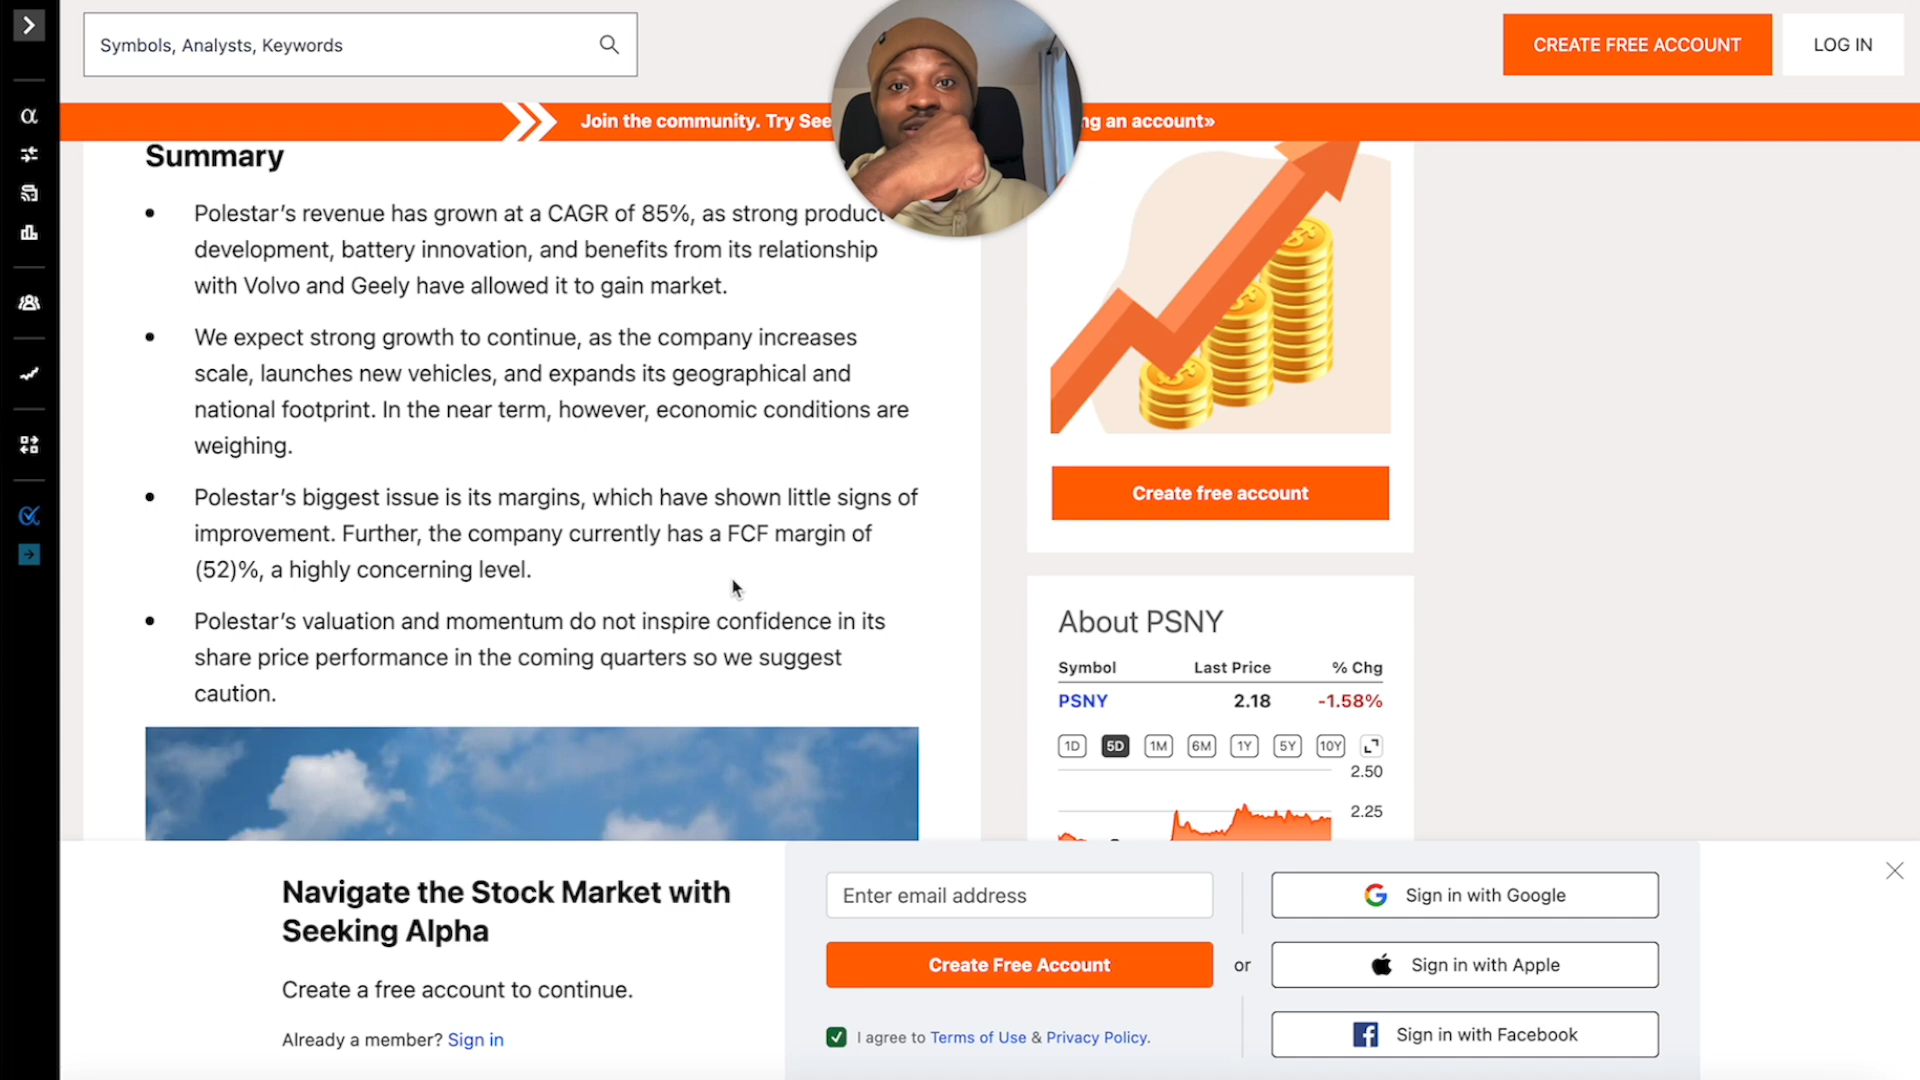 Symbols, Analysts, Keywords
CREATE FREE ACCOUNT
LOG IN
Join the community. Try See
ng an account»
Summary
Polestar's revenue has grown at a CAGR of 85%, as strong product
development, battery innovation, and benefits from its relationship
with Volvo and Geely have allowed it to gain market.
We expect strong growth to continue, as the company increases
scale, launches new vehicles, and expands its geographical and
national footprint. In the near term, however, economic conditions are
weighing.
Polestar's biggest issue is its margins, which have shown little signs of
improvement. Further, the company currently has a FCF margin of
(52)%, a highly concerning level.
Polestar's valuation and momentum do not inspire confidence in its
share price performance in the coming quarters so we suggest
caution.
Create free account
About PSNY
Symbol Last Price % Chg
PSNY 2.18 -1.58%
1D 5D 1M 6M 1Y 5Y 10Y
2.50
2.25
Navigate the Stock Market with
Seeking Alpha
Create a free account to continue.
Already a member? Sign in
Enter email address
Create Free Account
I agree to Terms of Use & Privacy Policy.
or
Sign in with Google
Sign in with Apple
Sign in with Facebook